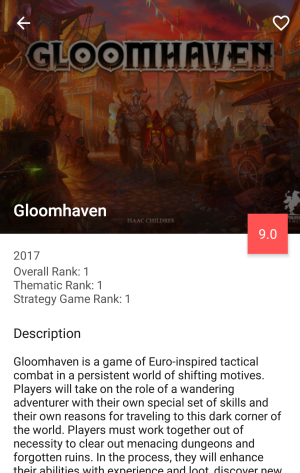 GLOOMHAVEN
ISAAC CHILDRES
Gloomhaven
9.0
2017
Overall Rank: 1
Thematic Rank: 1
Strategy Game Rank: 1
Description
Gloomhaven is a game of Euro-inspired tactical
combat in a persistent world of shifting motives.
Players will take on the role of a wandering
adventurer with their own special set of skills and
their own reasons for traveling to this dark corner of
the world. Players must work together out of
necessity to clear out menacing dungeons and
forgotten ruins. In the process, they will enhance
their abilities with experience and loot, discover new